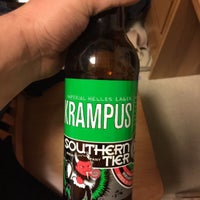 IMPERIAL HELLES LAGER
KRAMPUS
SOUTHERN
TIER